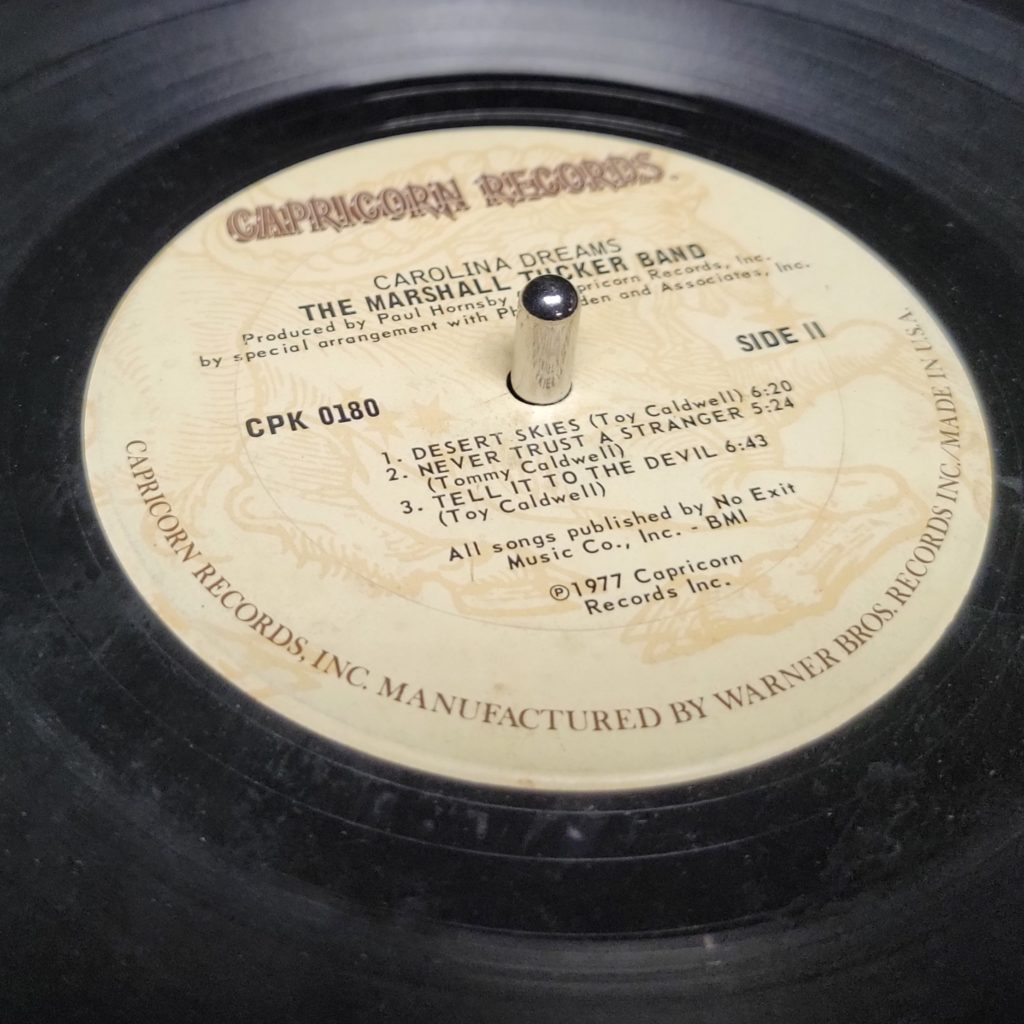 CAPRICORN RECORDS.
CAROLINA DREAMS
THE MARSHALL TUCKER BAND
Produced by Paul Hornsby Capricorn Records, Inc.
by special arrangement with and Associates, Inc.
SIDE II
CPK 0180
1. DESERT SKIES (Toy Caldwell) 6:20
2. NEVER TRUST A STRANGER 5:24
(Tommy Caldwell)
3. TELL IT TO THE DEVIL 6:43
(Toy Caldwell)
All songs published by No Exit
Music Co., Inc. - BMI
℗1977 Capricorn
Records Inc.
CAPRICORN RECORDS, INC. MANUFACTURED BY WARNER BROS. RECORDS INC./MADE IN U.S.A.